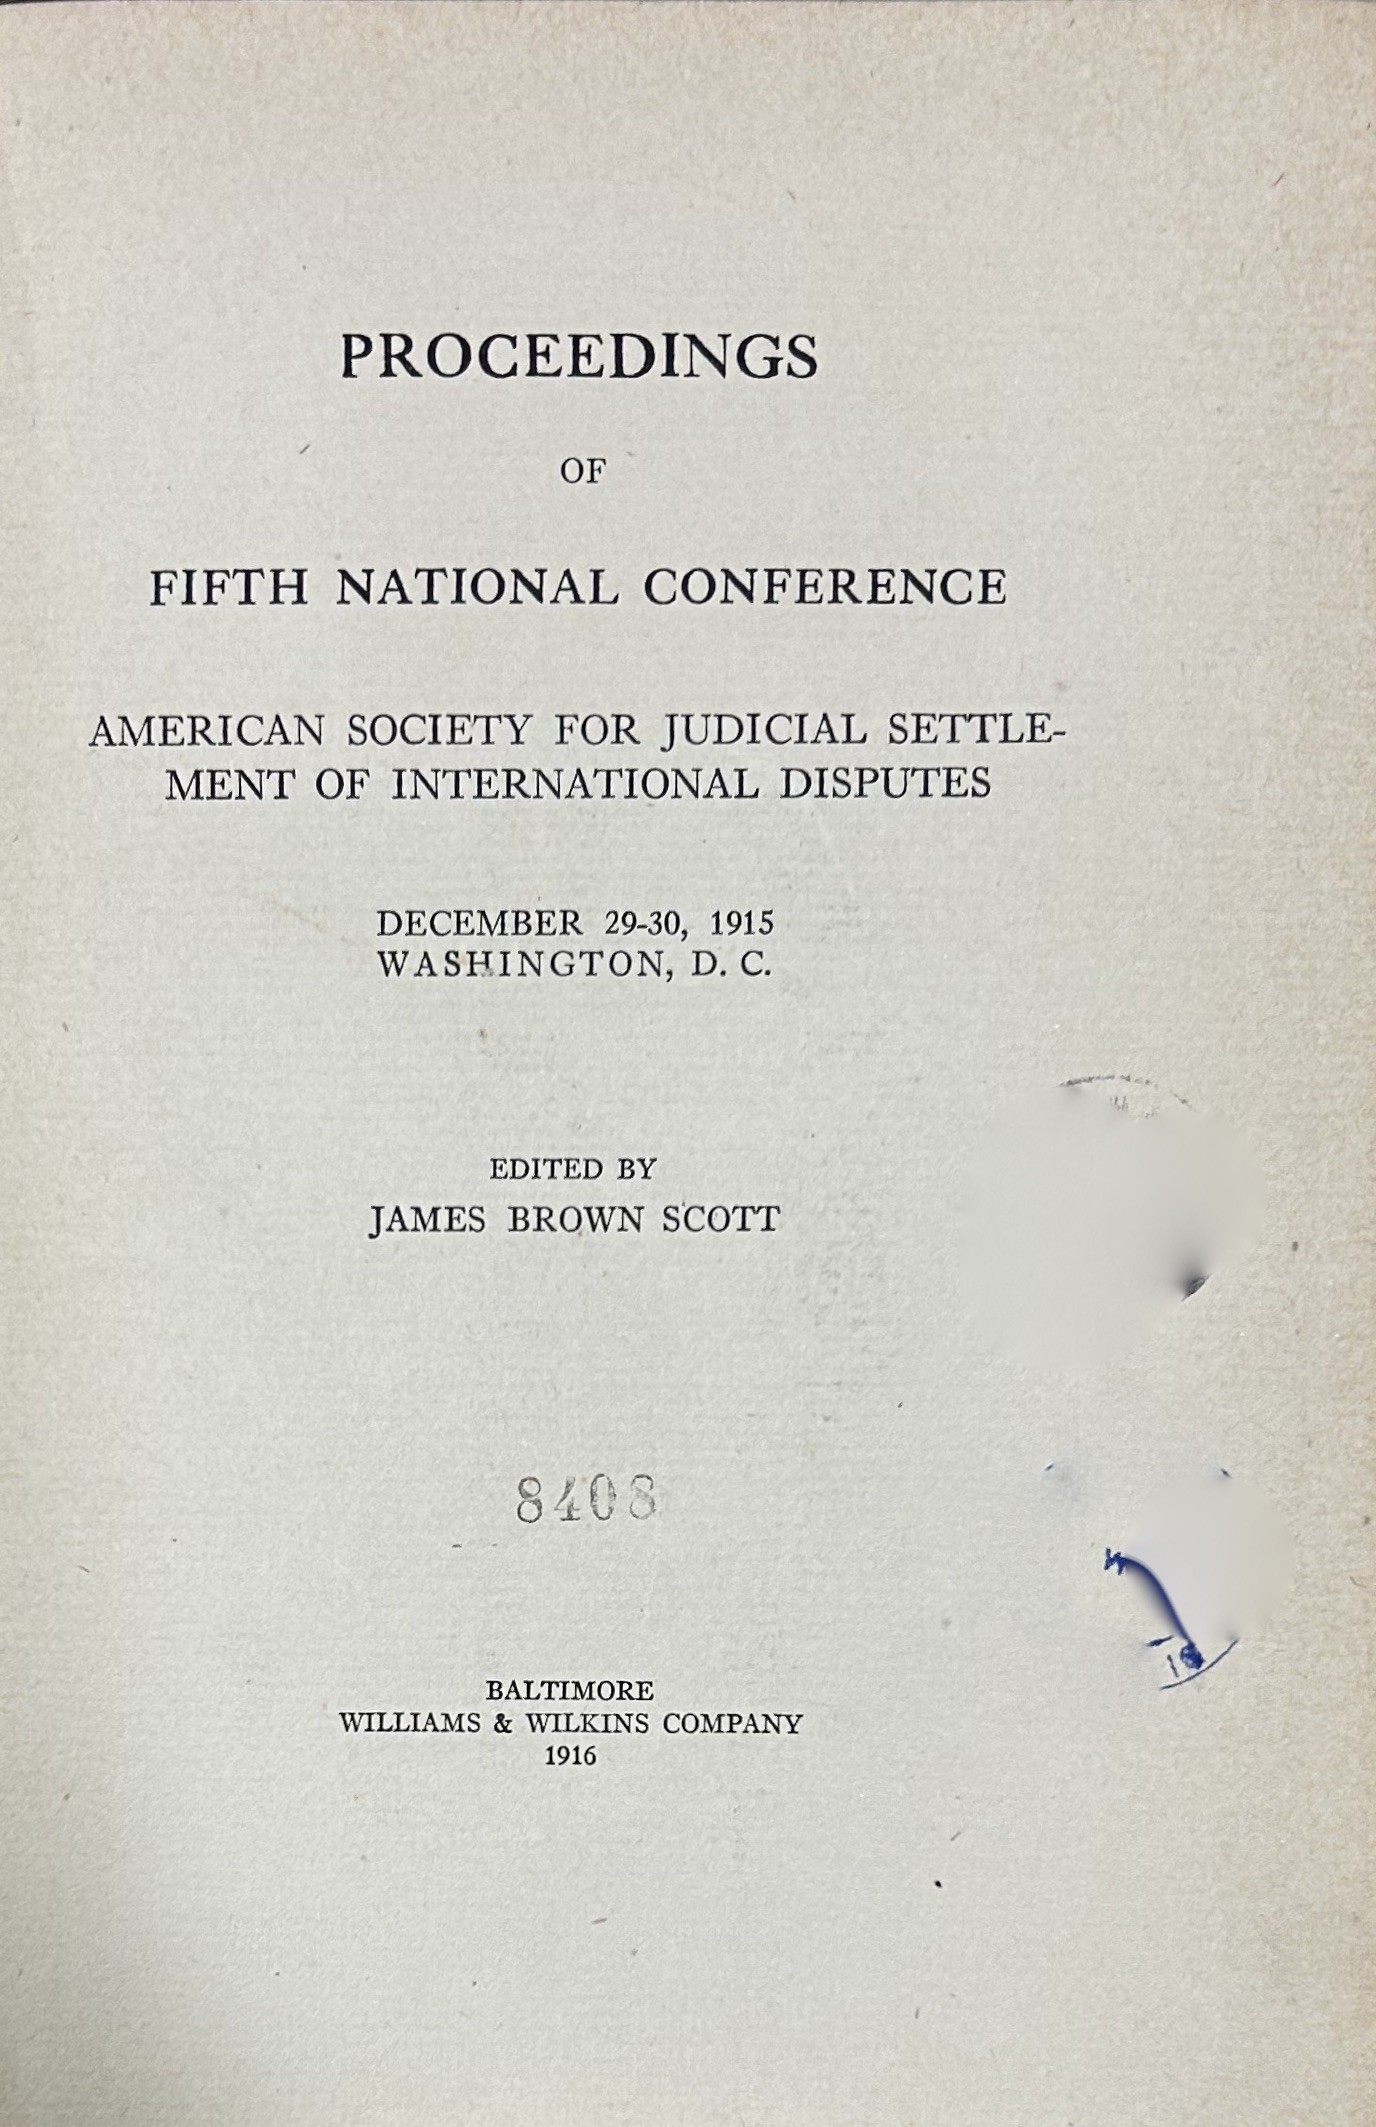 PROCEEDINGS
OF
FIFTH NATIONAL CONFERENCE
AMERICAN SOCIETY FOR JUDICIAL SETTLE-
MENT OF INTERNATIONAL DISPUTES
DECEMBER 29-30, 1915
WASHINGTON, D. C.
EDITED BY
JAMES BROWN SCOTT
8408
BALTIMORE
WILLIAMS & WILKINS COMPANY
1916